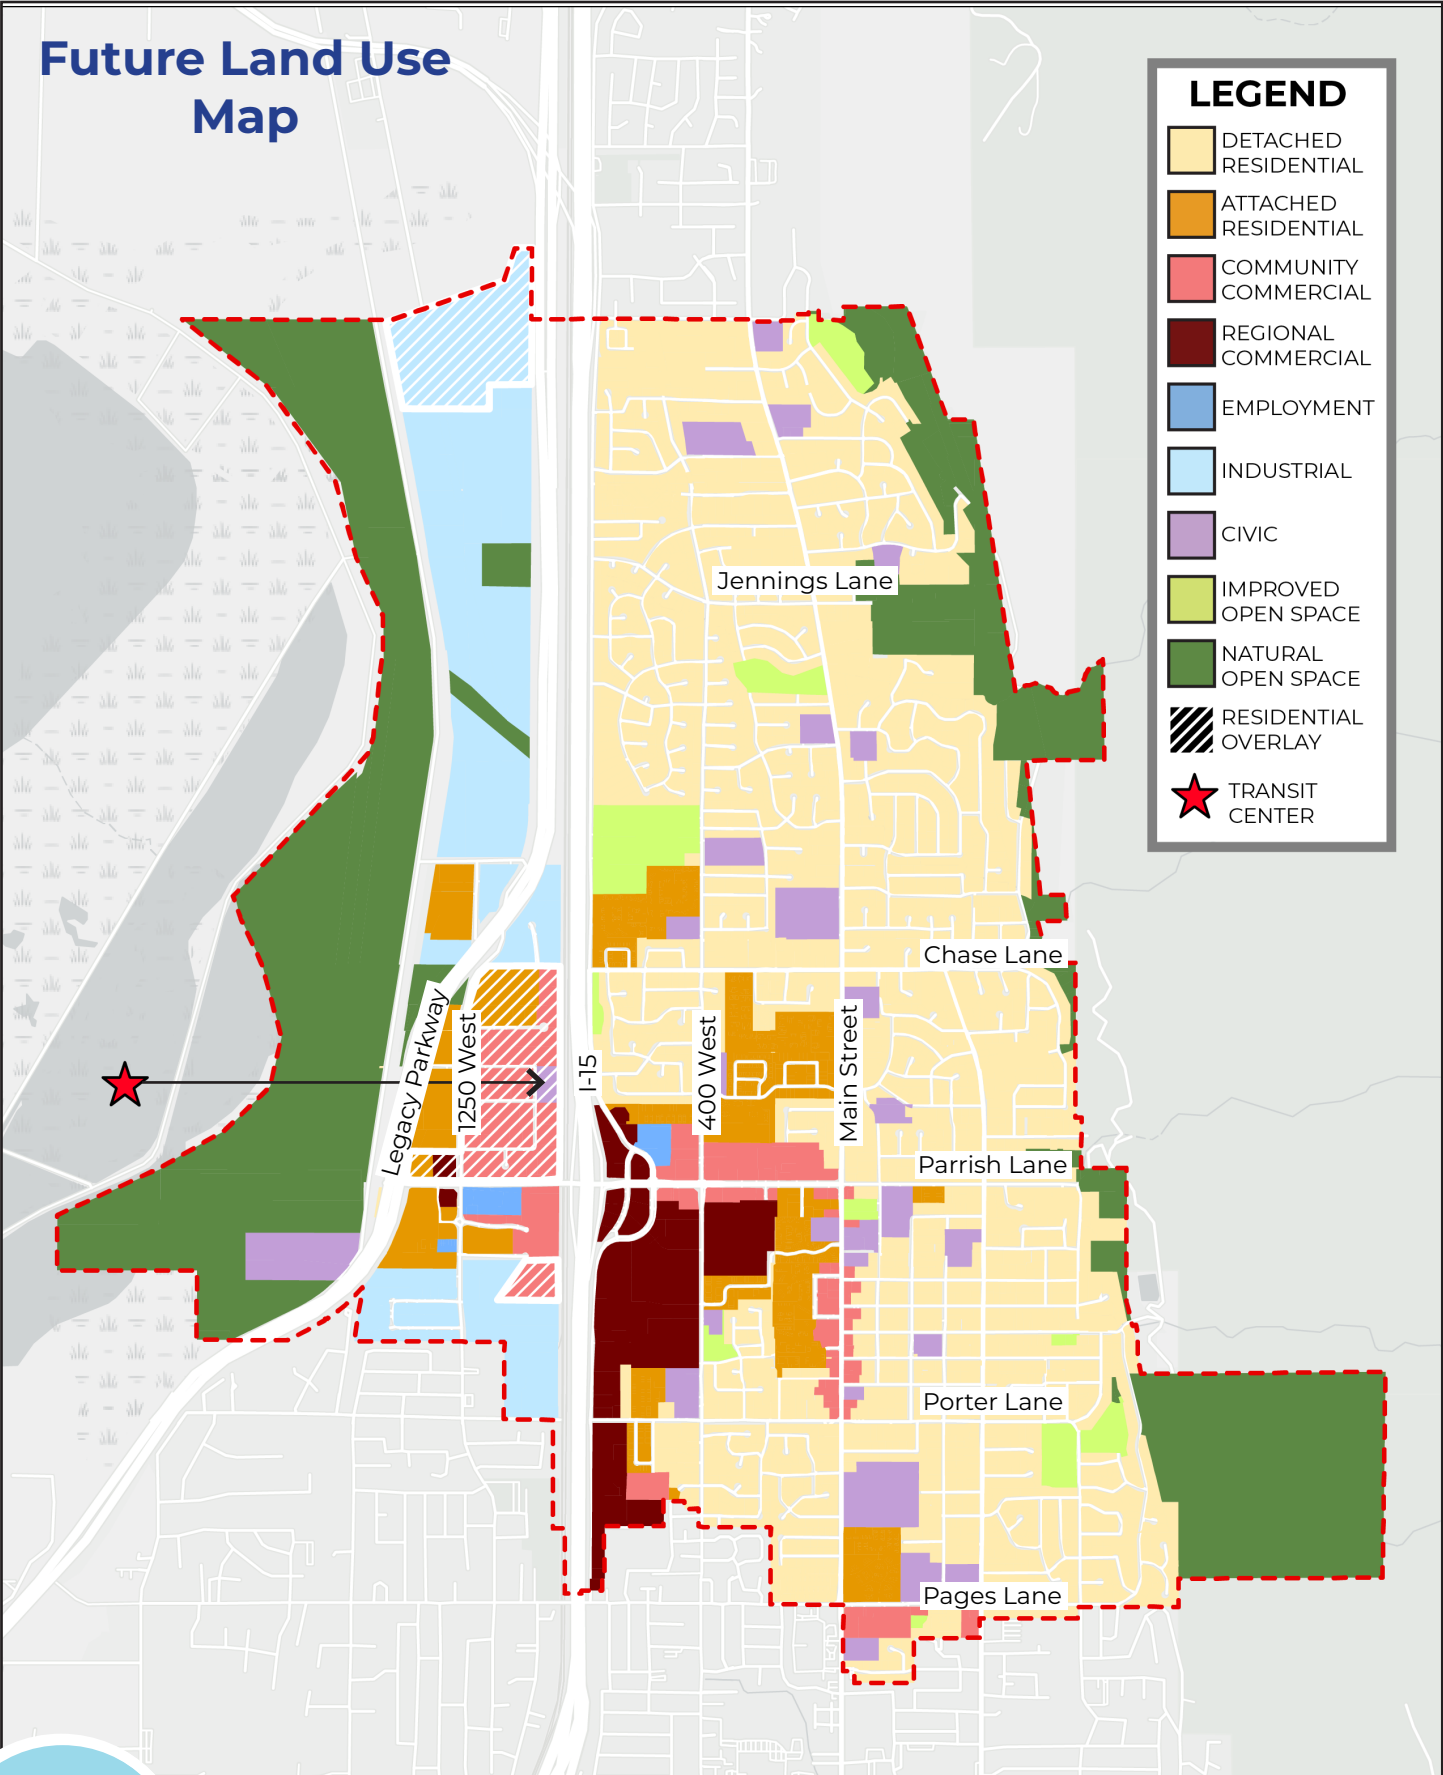 Future Land Use
Map
LEGEND
DETACHED
RESIDENTIAL
ATTACHED
RESIDENTIAL
COMMUNITY
COMMERCIAL
REGIONAL
COMMERCIAL
EMPLOYMENT
INDUSTRIAL
CIVIC
IMPROVED
OPEN SPACE
NATURAL
OPEN SPACE
RESIDENTIAL
OVERLAY
TRANSIT
CENTER
Jennings Lane
Chase Lane
Legacy Parkway
1250 West
I-15
400 West
Main Street
Parrish Lane
Porter Lane
Pages Lane